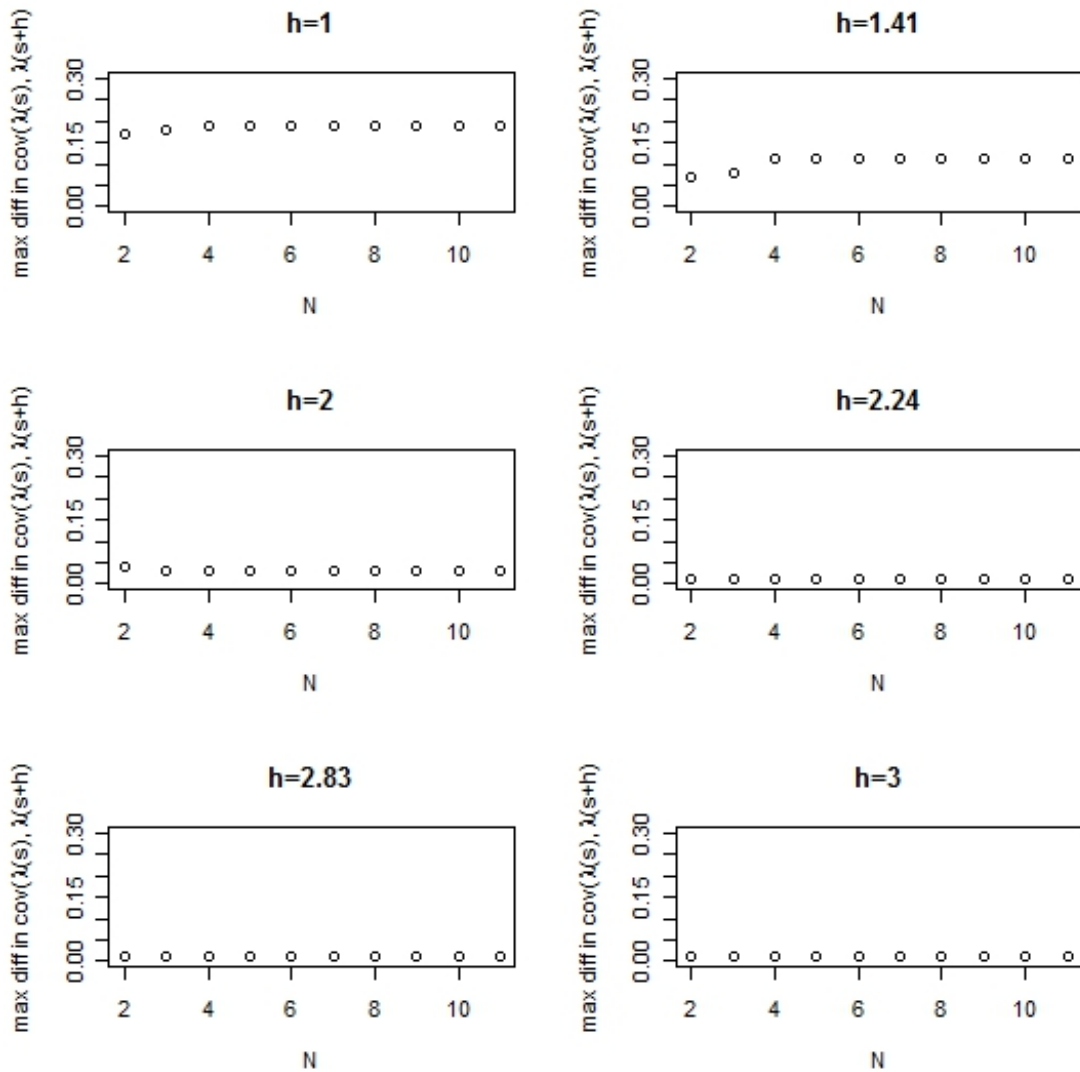 h=1
max diff in cov(λ(s), λ(s+h)
0.00 0.15 0.30
2 4 6 8 10
N
h=1.41
max diff in cov(λ(s), λ(s+h)
0.00 0.15 0.30
2 4 6 8 10
N
h=2
max diff in cov(λ(s), λ(s+h)
0.00 0.15 0.30
2 4 6 8 10
N
h=2.24
max diff in cov(λ(s), λ(s+h)
0.00 0.15 0.30
2 4 6 8 10
N
h=2.83
max diff in cov(λ(s), λ(s+h)
0.00 0.15 0.30
2 4 6 8 10
N
h=3
max diff in cov(λ(s), λ(s+h)
0.00 0.15 0.30
2 4 6 8 10
N